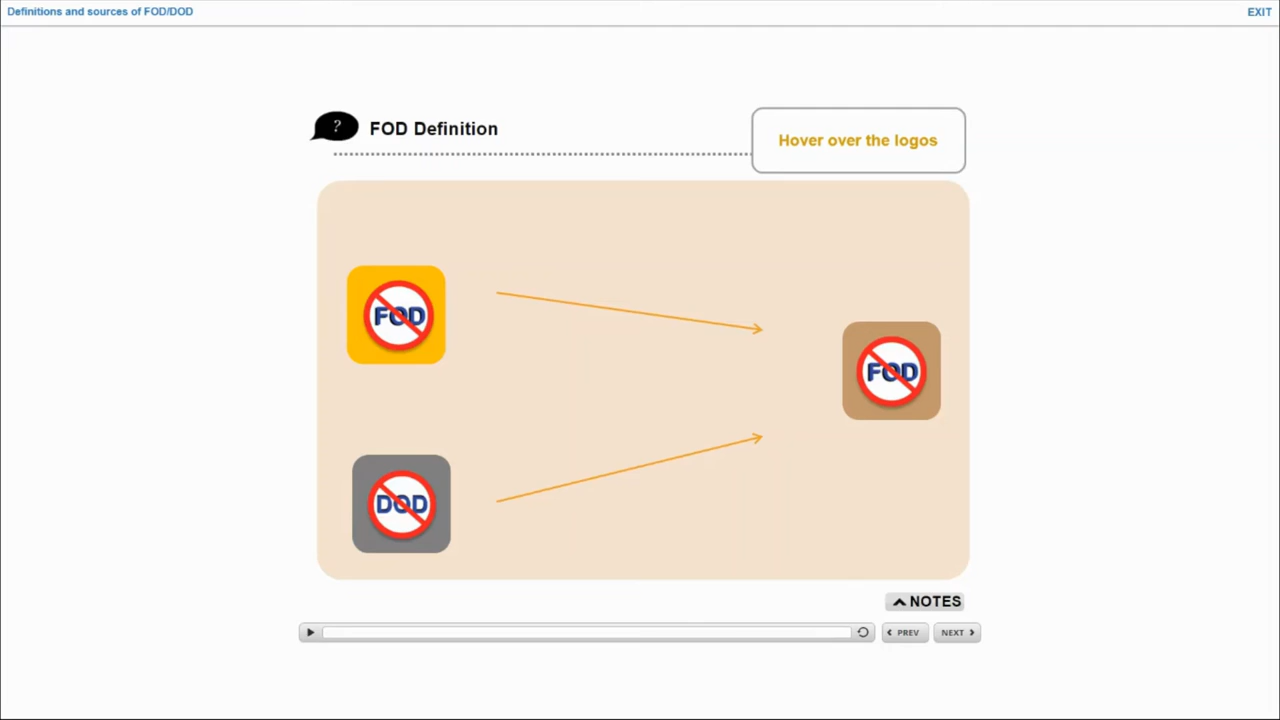 Definitions and sources of FOD/DOD
EXIT
?
FOD Definition
Hover over the logos
FOD
FOD
DOD
NOTES
PREV
NEXT